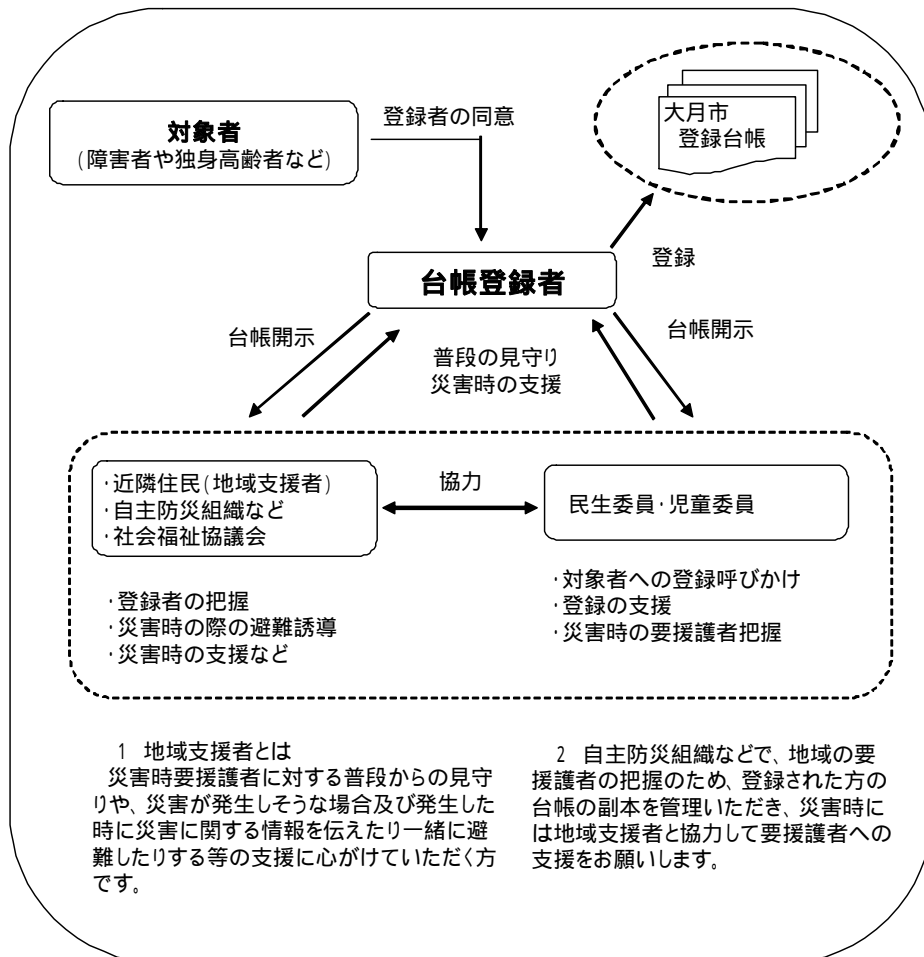 登録者の同意
対象者
(障害者や独身高齢者など)
大月市
登録台帳
登録
台帳登録者
台帳開示
台帳開示
普段の見守り
災害時の支援
・近隣住民(地域支援者)
・自主防災組織など
・社会福祉協議会
協力
民生委員・児童委員
・登録者の把握
・災害時の際の避難誘導
・災害時の支援など
・対象者への登録呼びかけ
・登録の支援
・災害時の要援護者把握
1 地域支援者とは
災害時要援護者に対する普段からの見守
りや、災害が発生しそうな場合及び発生した
時に災害に関する情報を伝えたり一緒に避
難したりする等の支援に心がけていただく方
です。
2 自主防災組織などで、地域の要
援護者の把握のため、登録された方の
台帳の副本を管理いただき、災害時に
は地域支援者と協力して要援護者への
支援をお願いします。